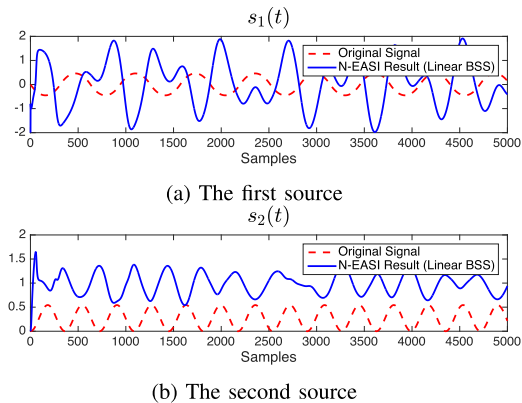 s₁(t)
2
1
0
-1
-2
Original Signal
N-EASI Result (Linear BSS)
0 500 1000 1500 2000 2500 3000 3500 4000 4500 5000
Samples
(a) The first source
s₂(t)
2
1.5
1
0.5
0
Original Signal
N-EASI Result (Linear BSS)
0 500 1000 1500 2000 2500 3000 3500 4000 4500 5000
Samples
(b) The second source